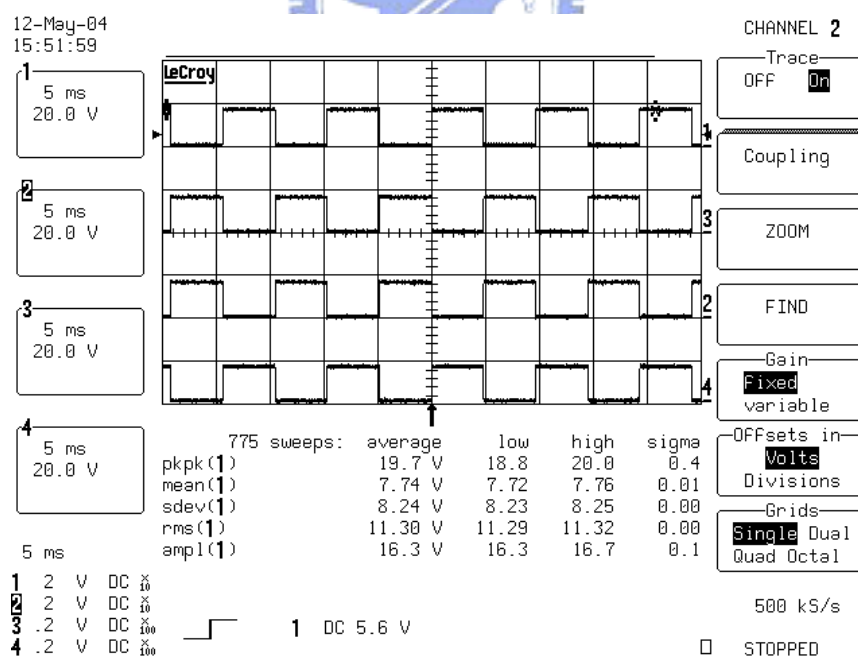 12-May-04
15:51:59
CHANNEL 2
LeCroy
1
5 ms
20.0 V
2
5 ms
20.0 V
3
5 ms
20.0 V
4
5 ms
20.0 V
1
3
2
4
Trace
OFF On
Coupling
ZOOM
FIND
Gain
Fixed
variable
OFFsets in
Volts
Divisions
Grids
Single Dual
Quad Octal
775 sweeps: average low high sigma
pkpk(1) 19.7 V 18.8 20.0 0.4
mean(1) 7.74 V 7.72 7.76 0.01
sdev(1) 8.24 V 8.23 8.25 0.00
rms(1) 11.30 V 11.29 11.32 0.00
ampl(1) 16.3 V 16.3 16.7 0.1
5 ms
1 2 V DC X10
2 2 V DC X10
3 .2 V DC X100
4 .2 V DC X100
1 DC 5.6 V
500 kS/s
STOPPED